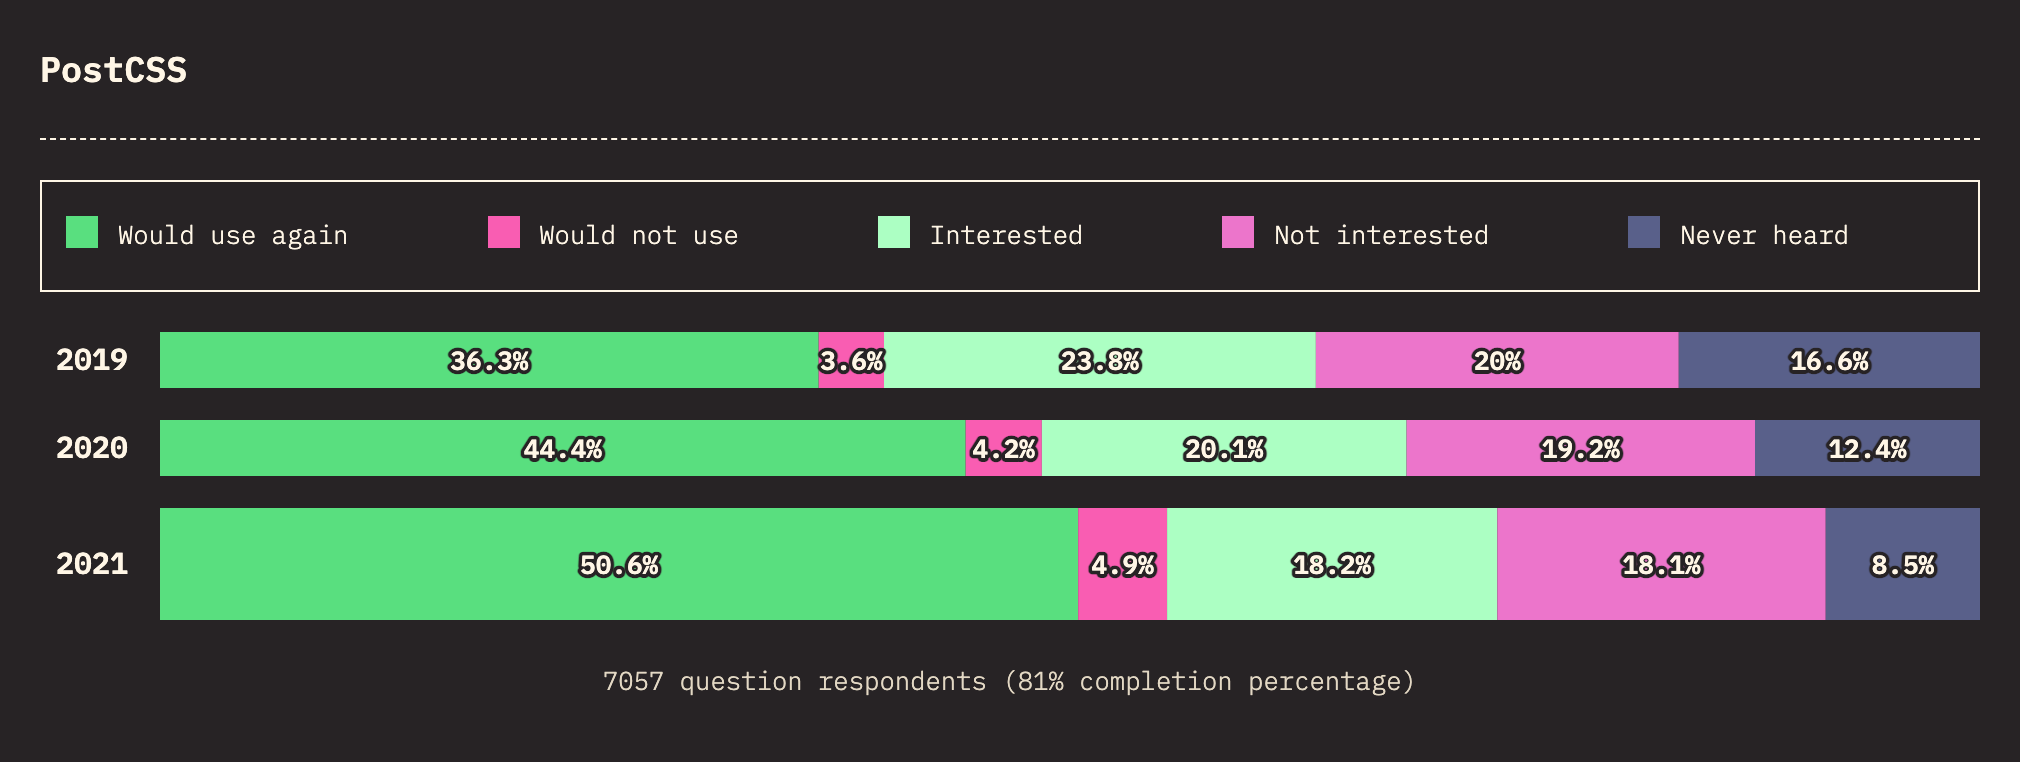 PostCSS
Would use again Would not use Interested Not interested Never heard
2019 36.3% 3.6% 23.8% 20% 16.6%
2020 44.4% 4.2% 20.1% 19.2% 12.4%
2021 50.6% 4.9% 18.2% 18.1% 8.5%
7057 question respondents (81% completion percentage)